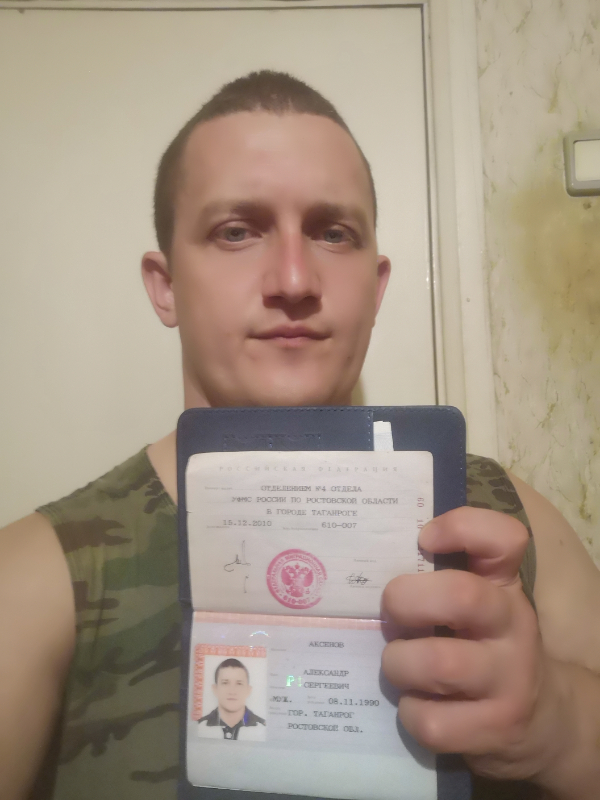 РОССИЙСКАЯ ФЕДЕРАЦИЯ
ОТДЕЛЕНИЕМ №4 ОТДЕЛА
УФМС РОССИИ ПО РОСТОВСКОЙ ОБЛАСТИ
В ГОРОДЕ ТАГАНРОГЕ
15.12.2010 610-007
АКСЕНОВ
АЛЕКСАНДР
СЕРГЕЕВИЧ
МУЖ. 08.11.1990
ГОР. ТАГАНРОГ
РОСТОВСКОЙ ОБЛ.